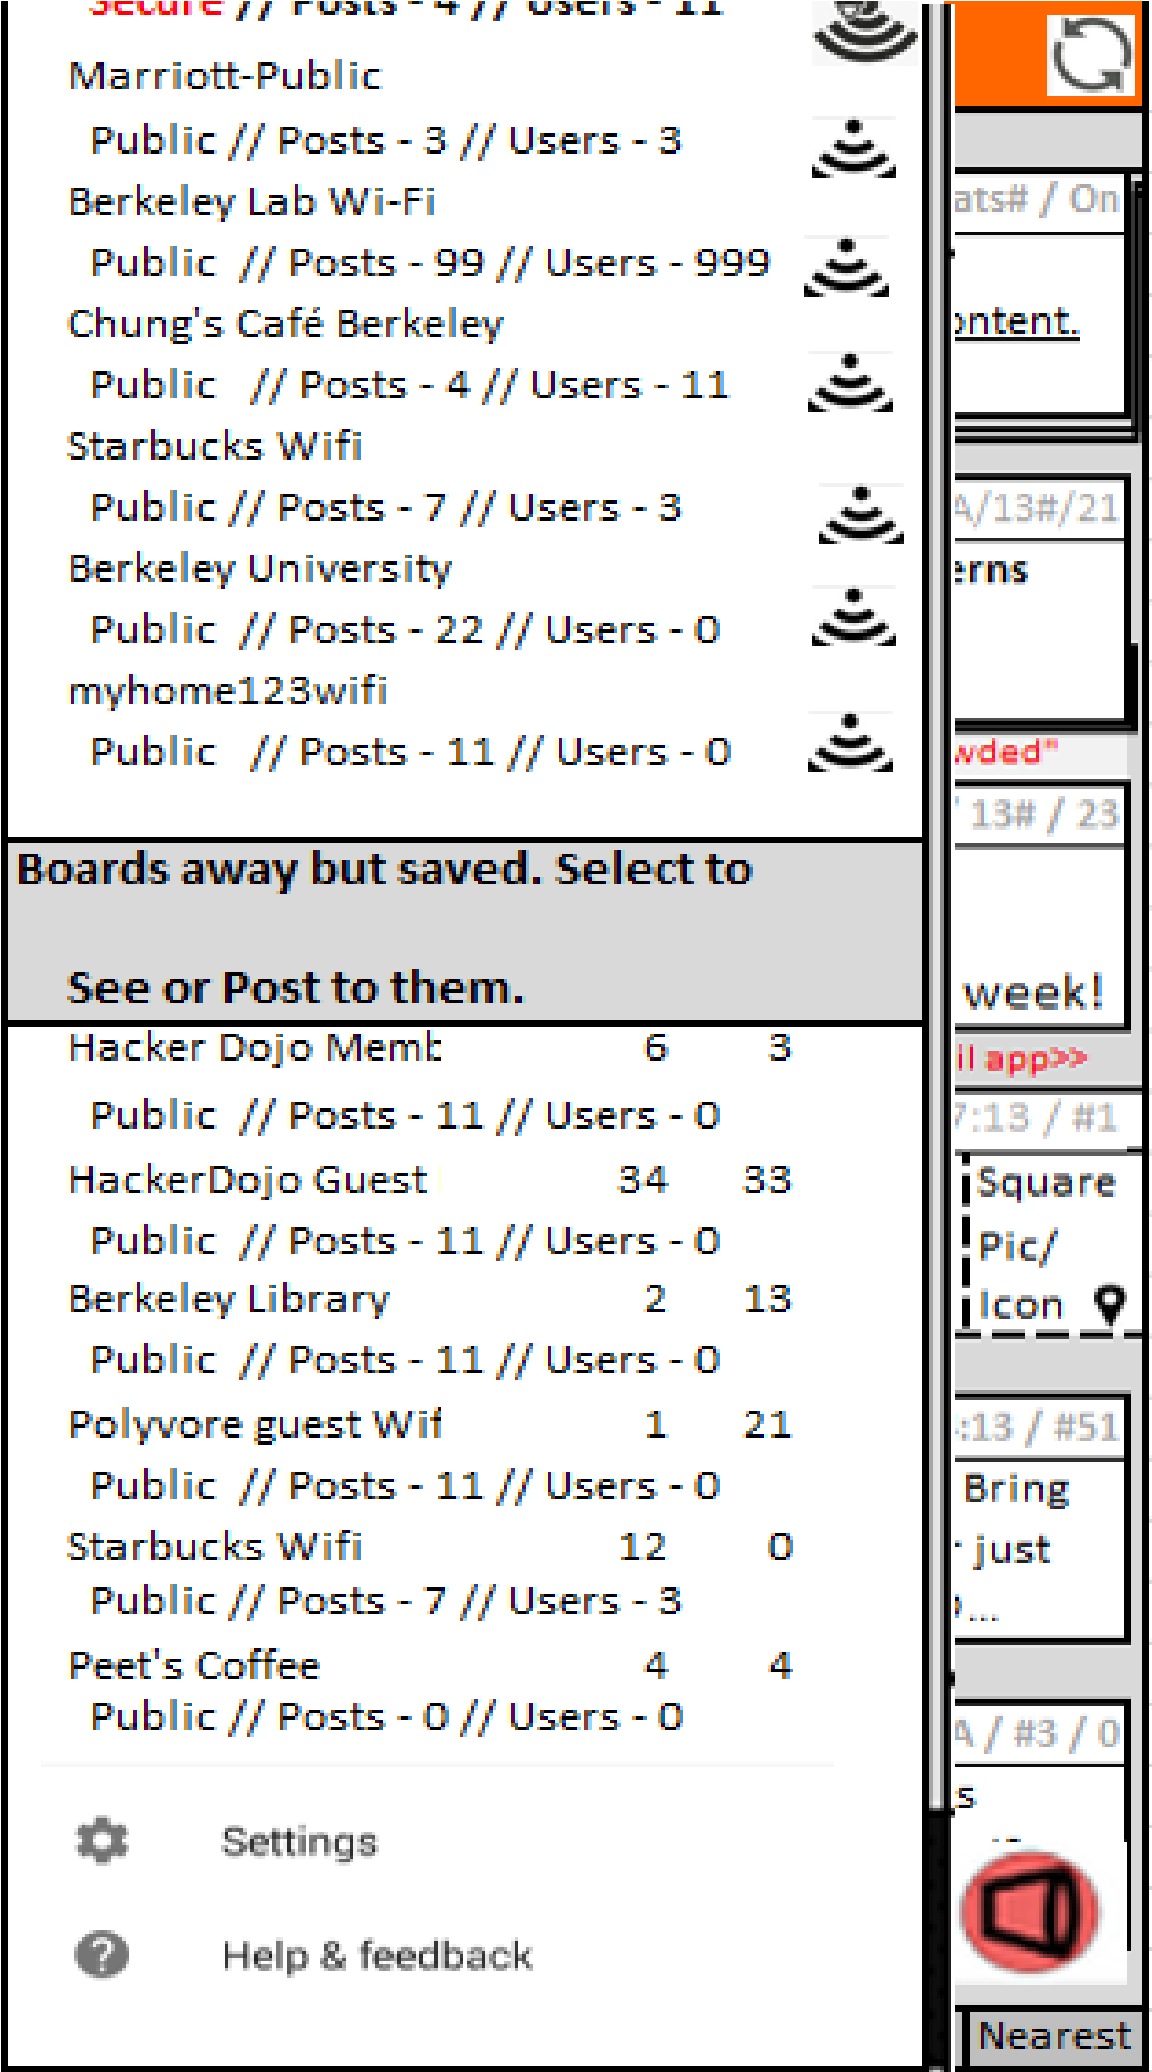 Secure // Posts - 4 // Users - 11
Marriott-Public
Public // Posts - 3 // Users - 3
Berkeley Lab Wi-Fi
Public // Posts - 99 // Users - 999
Chung's Café Berkeley
Public // Posts - 4 // Users - 11
Starbucks Wifi
Public // Posts - 7 // Users - 3
Berkeley University
Public // Posts - 22 // Users - 0
myhome123wifi
Public // Posts - 11 // Users - 0
Boards away but saved. Select to
See or Post to them.
Hacker Dojo Memb 6 3
Public // Posts - 11 // Users - 0
HackerDojo Guest 34 33
Public // Posts - 11 // Users - 0
Berkeley Library 2 13
Public // Posts - 11 // Users - 0
Polyvore guest Wif 1 21
Public // Posts - 11 // Users - 0
Starbucks Wifi 12 0
Public // Posts - 7 // Users - 3
Peet's Coffee 4 4
Public // Posts - 0 // Users - 0
Settings
Help & feedback
ats# / On
ontent.
A/13#/21
erns
wded"
/ 13# / 23
week!
il app>>
7:13 / #1
Square
Pic/
Icon
:13 / #51
Bring
just
...
A / #3 / 0
s
Nearest